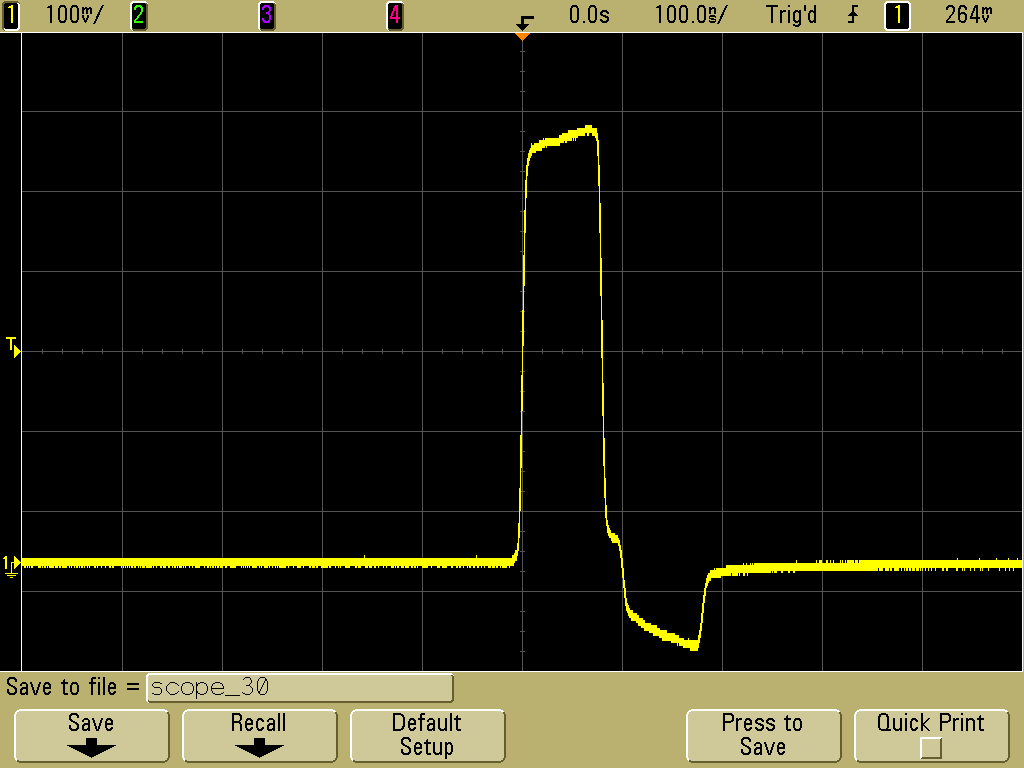 1 100mV/ 2 3 4 0.0s 100.0ns/ Trig'd 1 264mV
T
1
Save to file = scope_30
Save Recall Default Setup Press to Save Quick Print